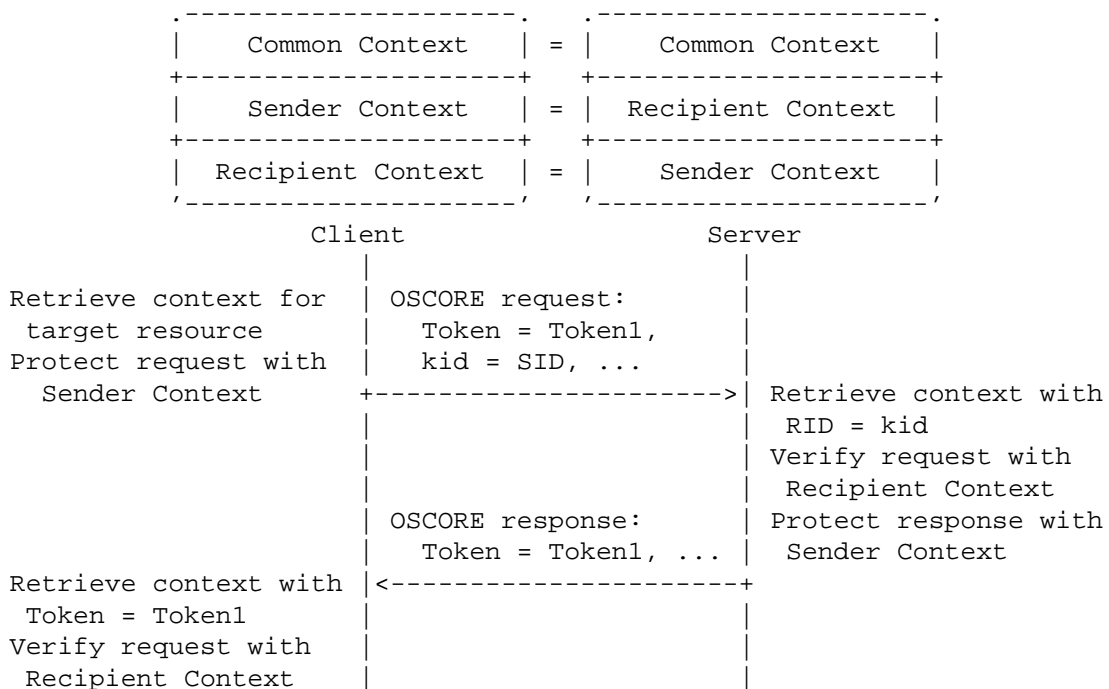 .---------------------.   .---------------------.
|    Common Context   | = |    Common Context   |
+---------------------+   +---------------------+
|    Sender Context   | = |  Recipient Context  |
+---------------------+   +---------------------+
|  Recipient Context  | = |    Sender Context   |
'---------------------'   '---------------------'
Client                   Server
|                       |
Retrieve context for  | OSCORE request:       |
target resource      |   Token = Token1,     |
Protect request with  |   kid = SID, ...      |
Sender Context      +---------------------->| Retrieve context with
|                       |  RID = kid
|                       | Verify request with
|                       |  Recipient Context
| OSCORE response:      | Protect response with
|   Token = Token1, ... |  Sender Context
Retrieve context with |<----------------------+
Token = Token1       |                       |
Verify request with   |                       |
Recipient Context    |                       |